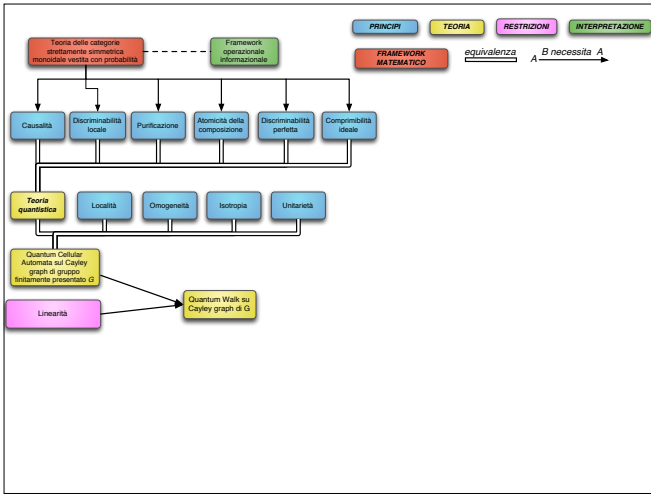 Teoria delle categorie
strettamente simmetrica
monoidale vestita con probabilità
Framework
operazionale
informazionale
PRINCIPI
TEORIA
RESTRIZIONI
INTERPRETAZIONE
FRAMEWORK
MATEMATICO
equivalenza
A B necessita A
Causalità
Discriminabilità
locale
Purificazione
Atomicità della
composizione
Discriminabilità
perfetta
Comprimibilità
ideale
Teoria
quantistica
Località
Omogeneità
Isotropia
Unitarietà
Quantum Cellular
Automata sul Cayley
graph di gruppo
finitamente presentato G
Linearità
Quantum Walk su
Cayley graph di G